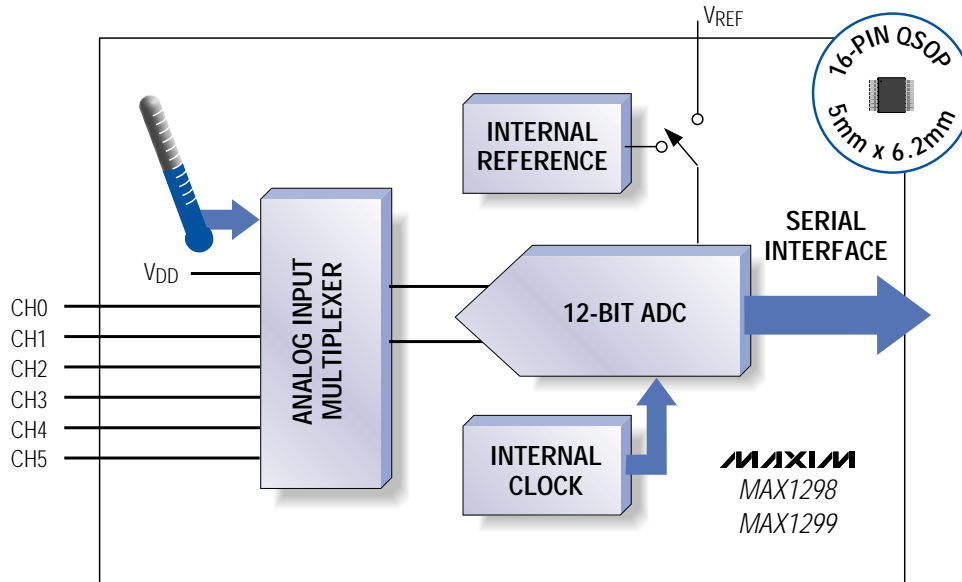 VREF
16-PIN QSOP
5mm x 6.2mm
INTERNAL
REFERENCE
SERIAL
INTERFACE
VDD
CH0
CH1
CH2
CH3
CH4
CH5
ANALOG INPUT
MULTIPLEXER
12-BIT ADC
INTERNAL
CLOCK
MAXIM
MAX1298
MAX1299